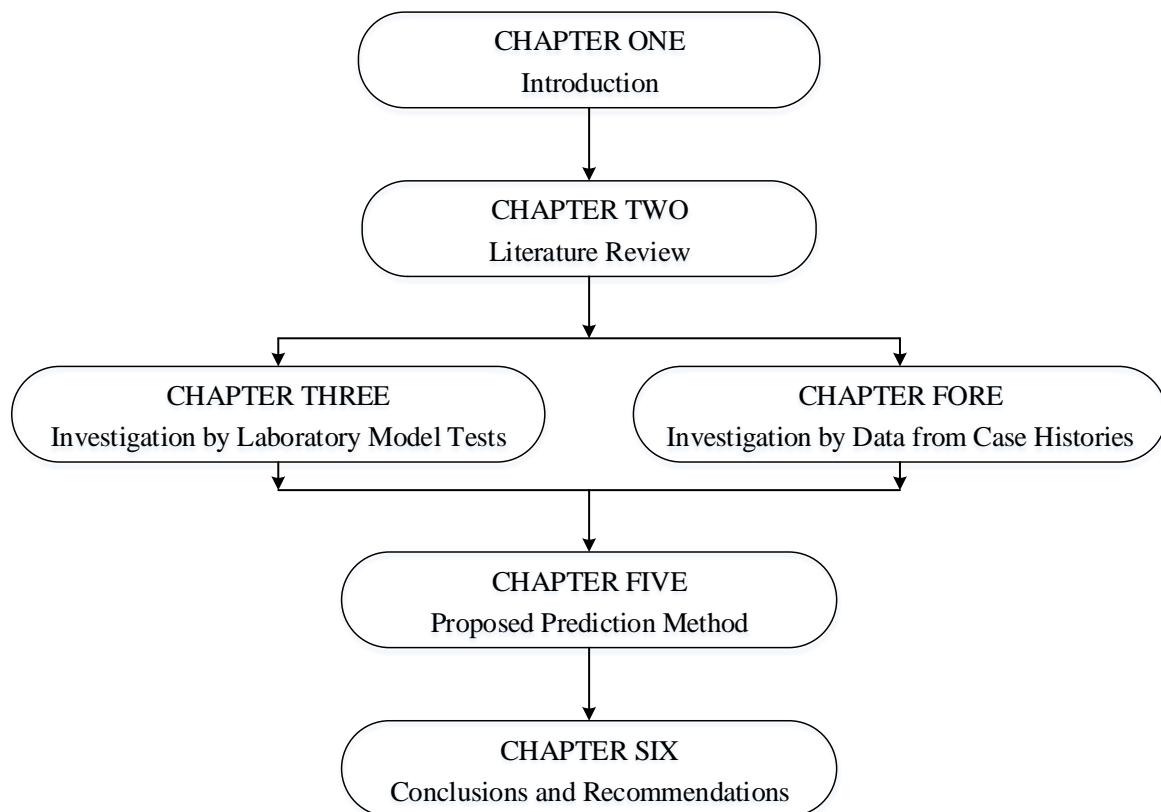 CHAPTER ONE
Introduction
CHAPTER TWO
Literature Review
CHAPTER THREE
Investigation by Laboratory Model Tests
CHAPTER FORE
Investigation by Data from Case Histories
CHAPTER FIVE
Proposed Prediction Method
CHAPTER SIX
Conclusions and Recommendations